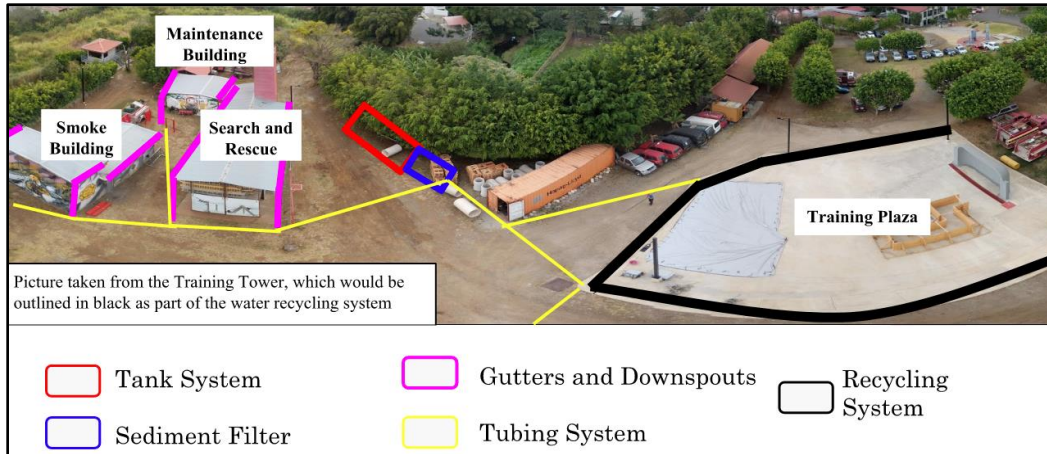 Maintenance
Building
Smoke
Building
Search and
Rescue
Training Plaza
Picture taken from the Training Tower, which would be
outlined in black as part of the water recycling system
Tank System
Gutters and Downspouts
Recycling
System
Sediment Filter
Tubing System